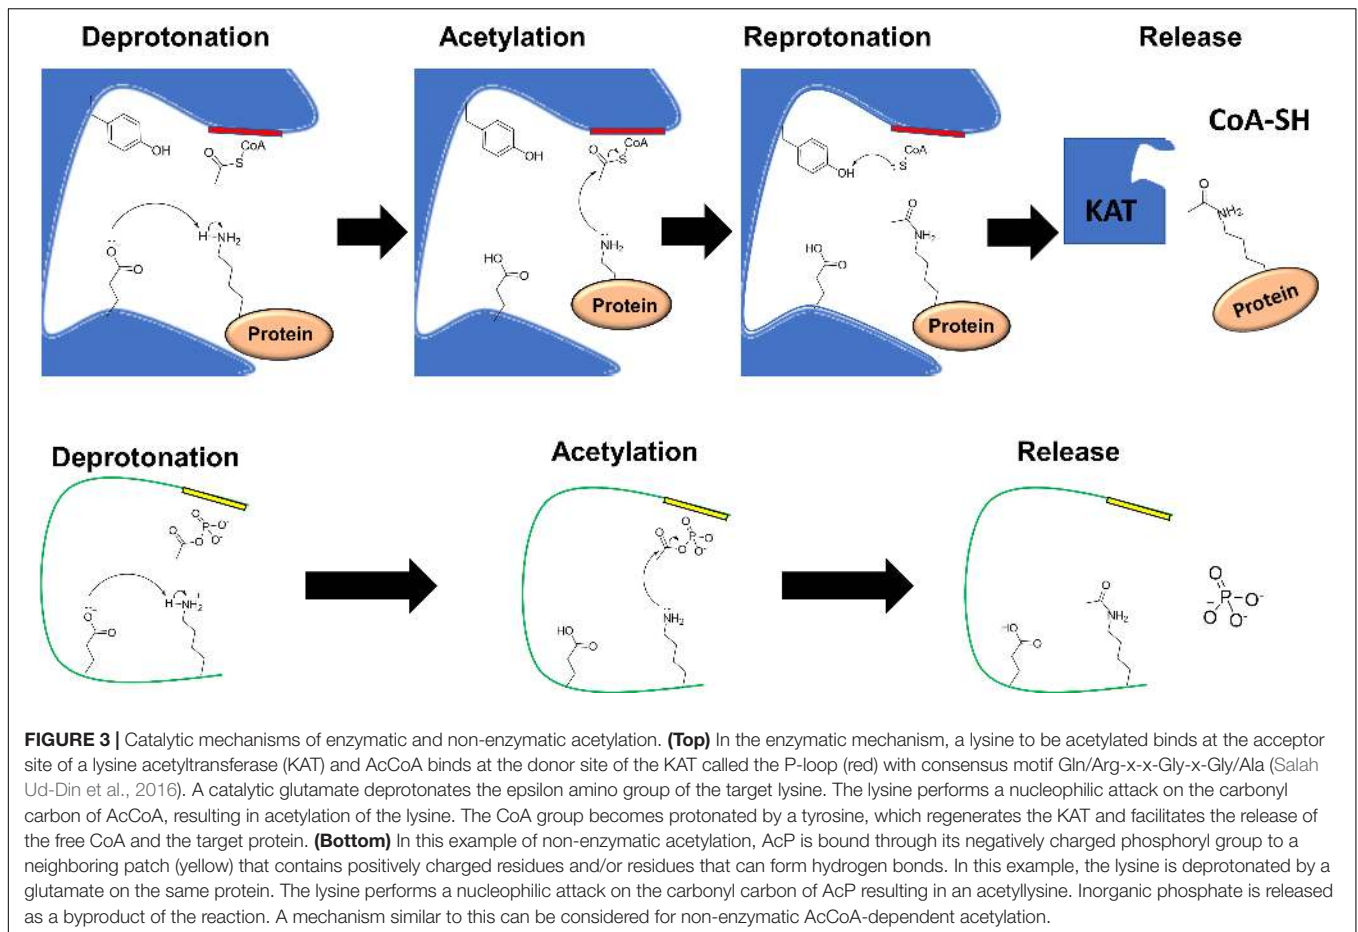 Deprotonation
Acetylation
Reprotonation
Release
OH
O
CoA
S
H
NH2
O
O
Protein
OH
O
CoA
S
NH2
HO
O
Protein
OH
CoA
S
O
NH2
HO
O
Protein
CoA-SH
KAT
O
NH2
Protein
Deprotonation
Acetylation
Release
O
O
O
P
O-
O-
O-
H
NH2
O
O
O
O
O
P
O
O-
NH2
HO
O
O
NH2
HO
O
O
P
O-
O
O-
FIGURE 3 | Catalytic mechanisms of enzymatic and non-enzymatic acetylation. (Top) In the enzymatic mechanism, a lysine to be acetylated binds at the acceptor
site of a lysine acetyltransferase (KAT) and AcCoA binds at the donor site of the KAT called the P-loop (red) with consensus motif Gln/Arg-x-x-Gly-x-Gly/Ala (Salah
Ud-Din et al., 2016). A catalytic glutamate deprotonates the epsilon amino group of the target lysine. The lysine performs a nucleophilic attack on the carbonyl
carbon of AcCoA, resulting in acetylation of the lysine. The CoA group becomes protonated by a tyrosine, which regenerates the KAT and facilitates the release of
the free CoA and the target protein. (Bottom) In this example of non-enzymatic acetylation, AcP is bound through its negatively charged phosphoryl group to a
neighboring patch (yellow) that contains positively charged residues and/or residues that can form hydrogen bonds. In this example, the lysine is deprotonated by a
glutamate on the same protein. The lysine performs a nucleophilic attack on the carbonyl carbon of AcP resulting in an acetyllysine. Inorganic phosphate is released
as a byproduct of the reaction. A mechanism similar to this can be considered for non-enzymatic AcCoA-dependent acetylation.